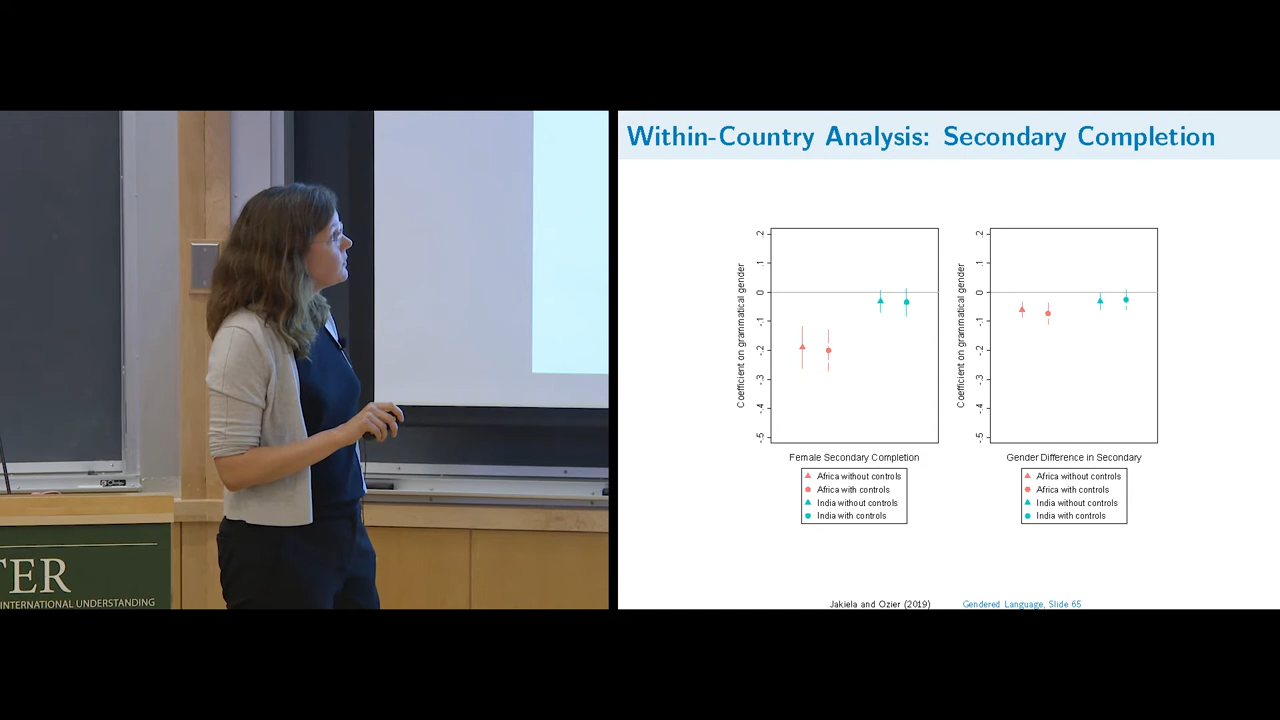 TER
INTERNATIONAL UNDERSTANDING
Within-Country Analysis: Secondary Completion
Coefficient on grammatical gender
.2
.1
0
-.1
-.2
-.3
-.4
-.5
Female Secondary Completion
Africa without controls
Africa with controls
India without controls
India with controls
Coefficient on grammatical gender
.2
.1
0
-.1
-.2
-.3
-.4
-.5
Gender Difference in Secondary
Africa without controls
Africa with controls
India without controls
India with controls
Jakiela and Ozier (2019) Gendered Language, Slide 65